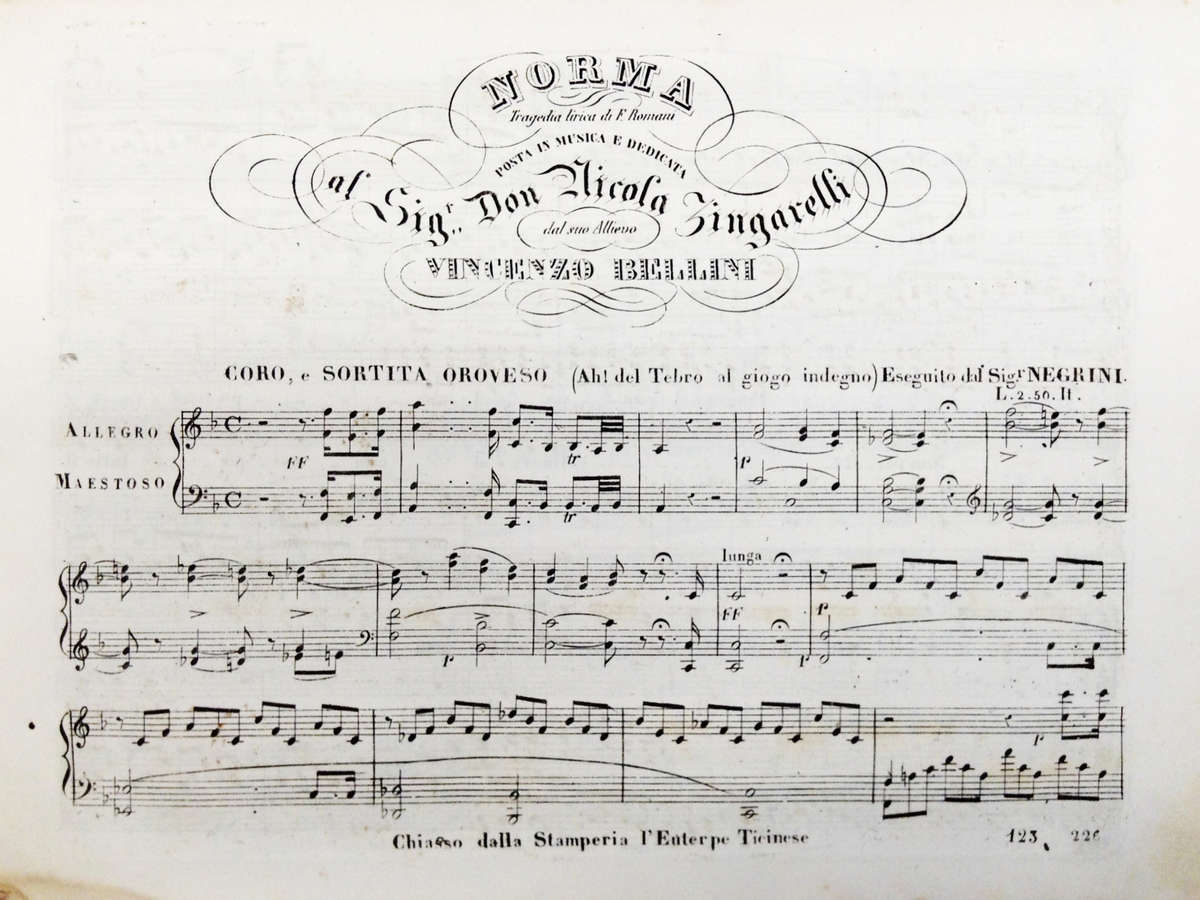 NORMA
Tragedia lirica di F. Romani
POSTA IN MUSICA E DEDICATA
al Sig.r Don Nicola Zingarelli
dal suo Allievo
VINCENZO BELLINI
CORO, e SORTITA OROVESO (Ah! del Tebro al giogo indegno) Eseguito dal Sig.r NEGRINI.
L. 2. 50. It.
ALLEGRO
MAESTOSO
FF
tr
tr
P
P
lunga
FF
P
P
P
Chiasso dalla Stamperia l'Euterpe Ticinese
123 226